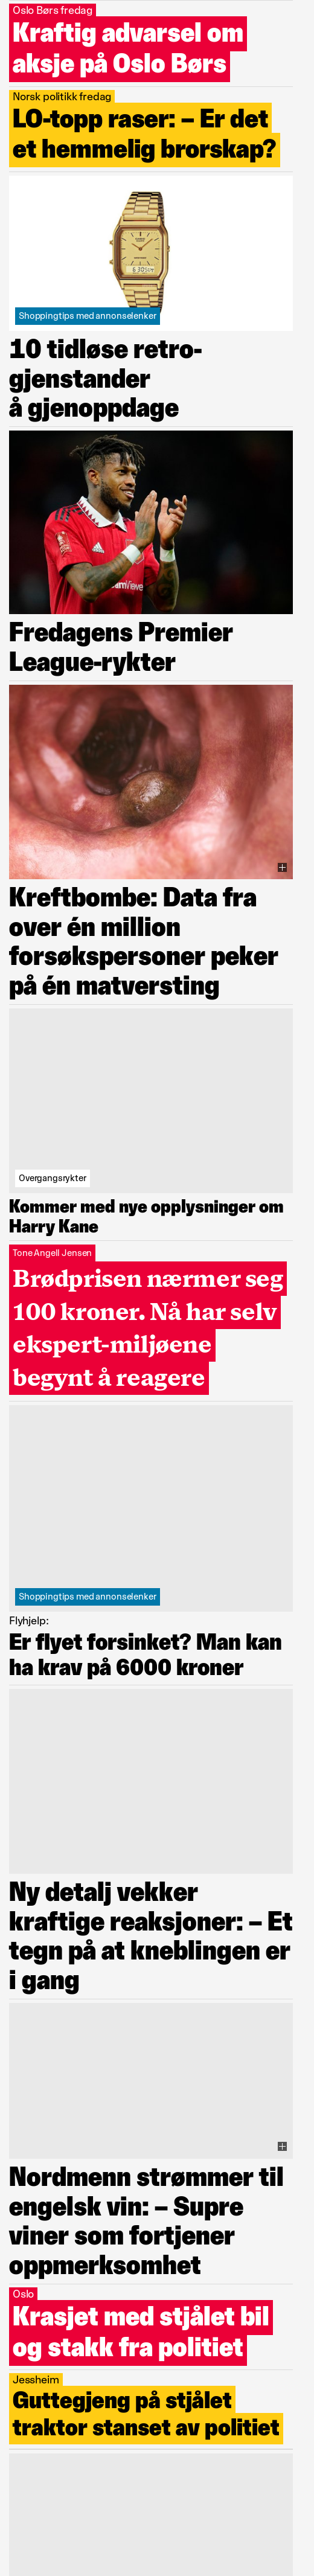 Oslo Børs fredag
Kraftig advarsel om
aksje på Oslo Børs
Norsk politikk fredag
LO-topp raser: – Er det
et hemmelig brorskap?
Shoppingtips med annonselenker
10 tidløse retro-
gjenstander
å gjenoppdage
Fredagens Premier
League-rykter
Kreftbombe: Data fra
over én million
forsøkspersoner peker
på én matversting
Overgangsrykter
Kommer med nye opplysninger om
Harry Kane
Tone Angell Jensen
Brødprisen nærmer seg
100 kroner. Nå har selv
ekspert-miljøene
begynt å reagere
Shoppingtips med annonselenker
Flyhjelp:
Er flyet forsinket? Man kan
ha krav på 6000 kroner
Ny detalj vekker
kraftige reaksjoner: – Et
tegn på at kneblingen er
i gang
Nordmenn strømmer til
engelsk vin: – Supre
viner som fortjener
oppmerksomhet
Oslo
Krasjet med stjålet bil
og stakk fra politiet
Jessheim
Guttegjeng på stjålet
traktor stanset av politiet